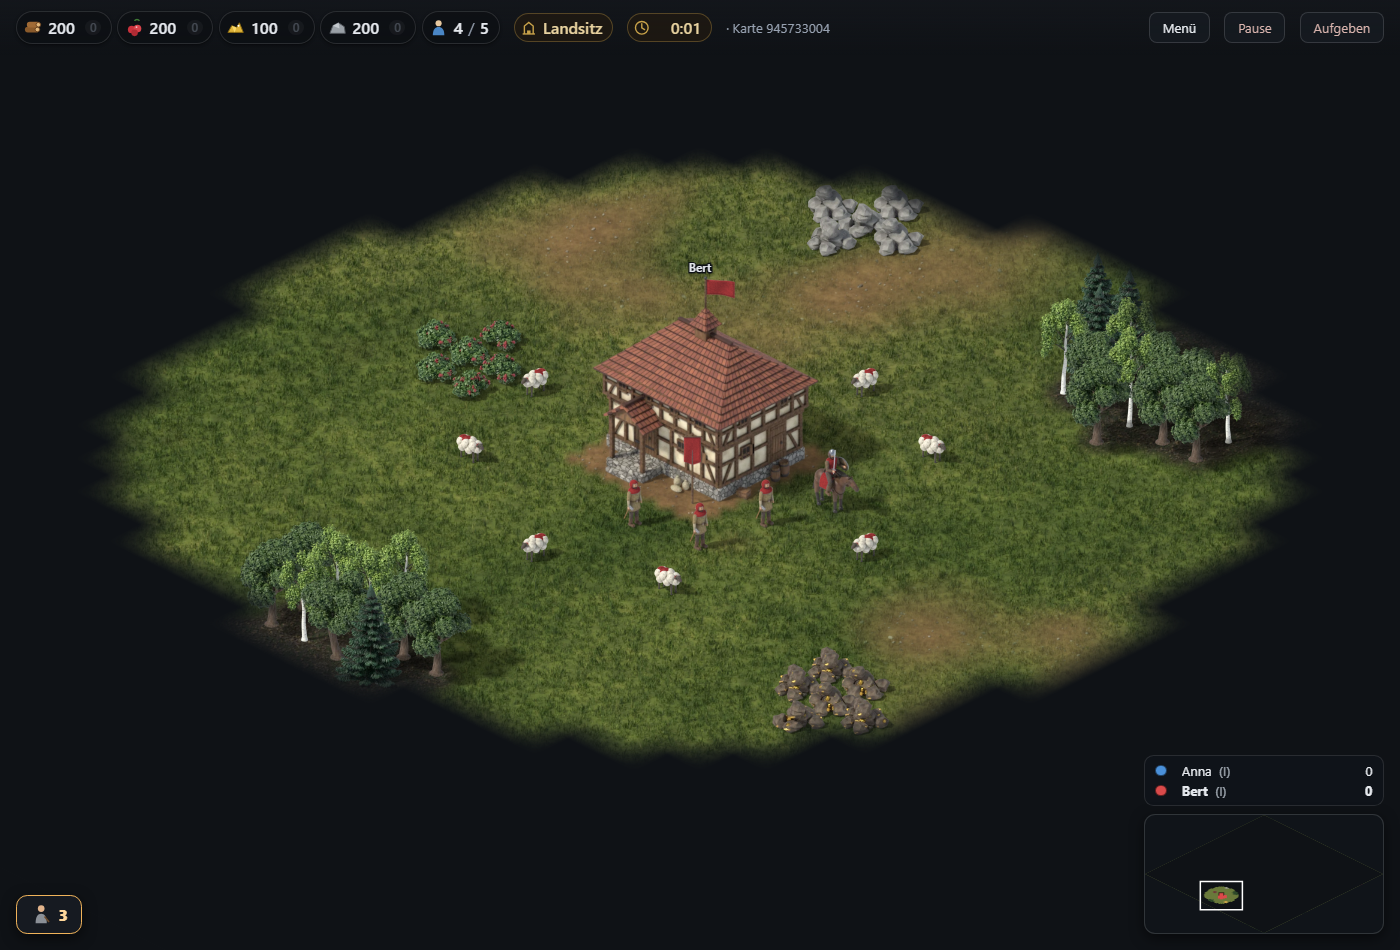 200 0 200 0 100 0 200 0 4 / 5 Landsitz 0:01 · Karte 945733004 Menü Pause Aufgeben
Bert
Anna (I) 0
Bert (I) 0
3